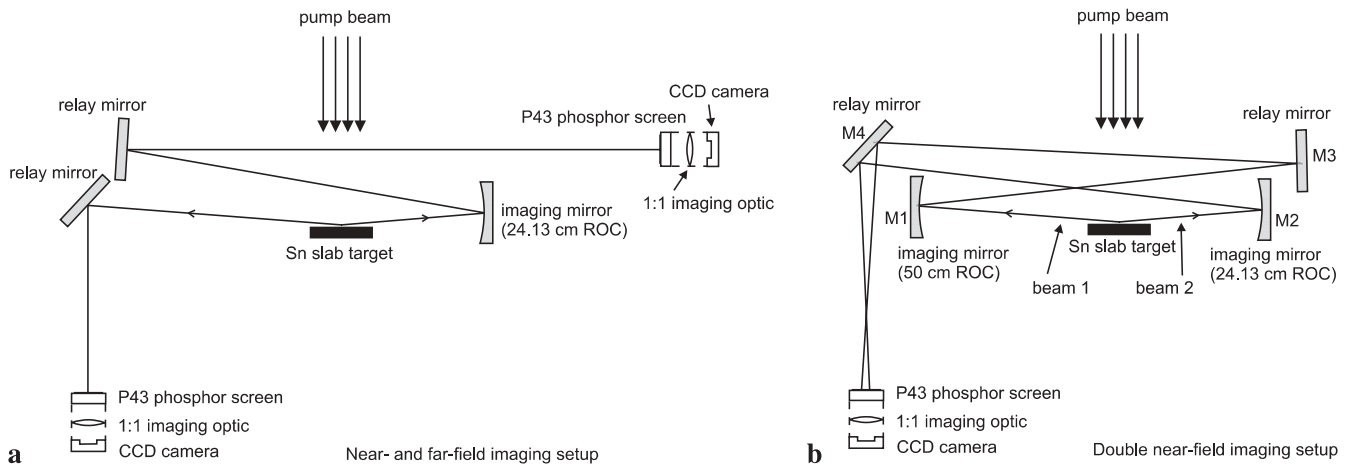 pump beam
relay mirror
CCD camera
P43 phosphor screen
relay mirror
1:1 imaging optic
imaging mirror
(24.13 cm ROC)
Sn slab target
P43 phosphor screen
1:1 imaging optic
CCD camera
a
Near- and far-field imaging setup
pump beam
relay mirror
M4
relay mirror
M3
M1
M2
Sn slab target
imaging mirror
(50 cm ROC)
imaging mirror
(24.13 cm ROC)
beam 1
beam 2
P43 phosphor screen
1:1 imaging optic
CCD camera
b
Double near-field imaging setup